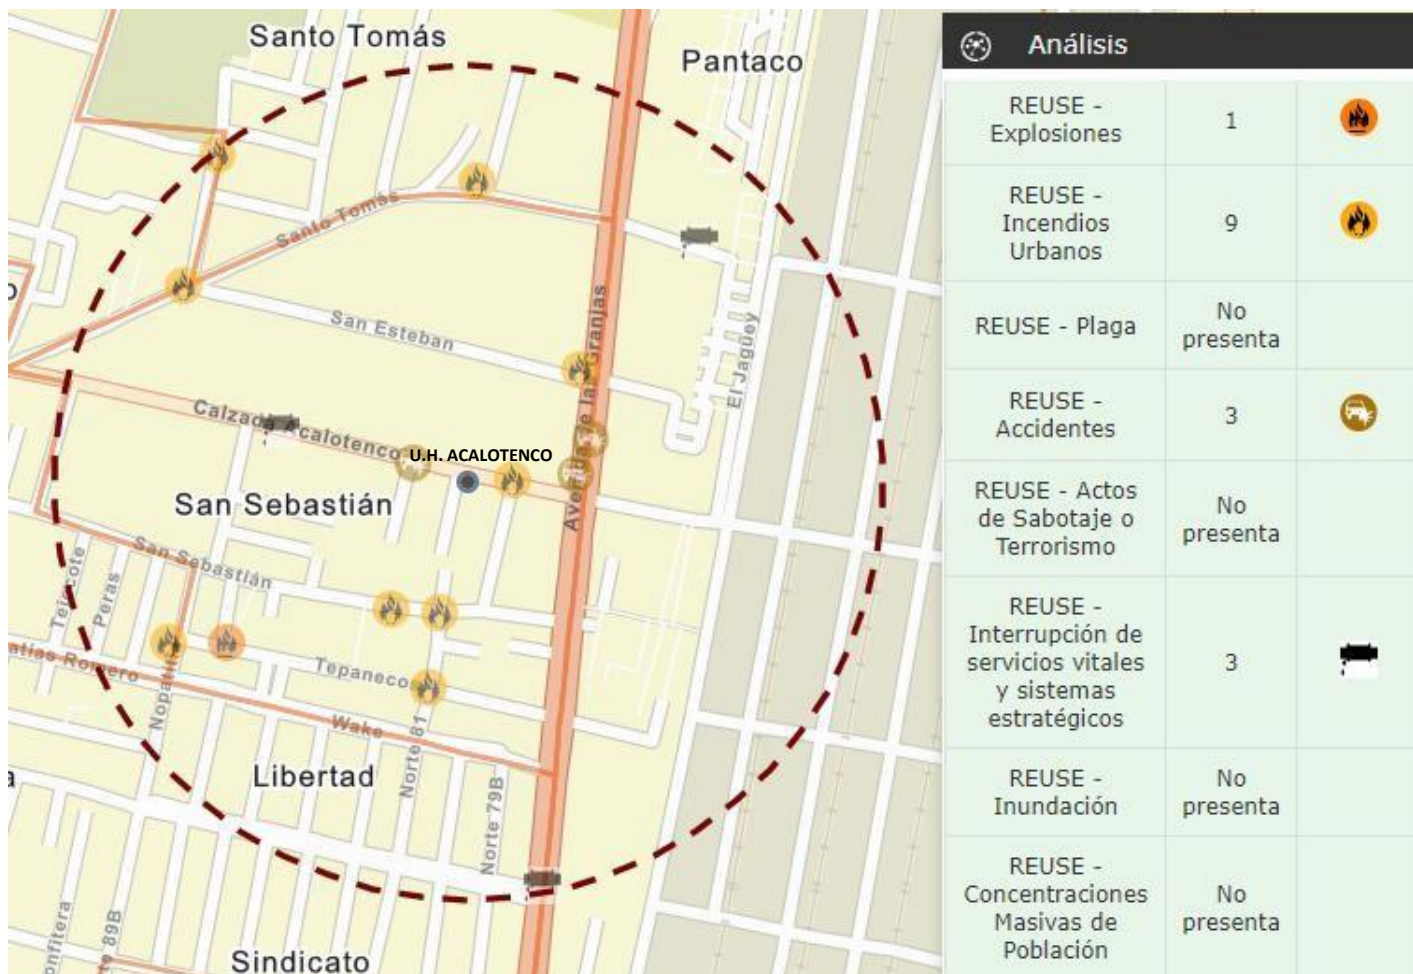 Santo Tomás
Pantaco
Santo Tomás
San Esteban
El Jagüey
Avenida de las Granjas
Calzada Acalotenco
U.H. ACALOTENCO
San Sebastián
San Sebastián
Tejocote
Peras
Tepanecos
Wake
Libertad
Norte 81
Norte 79B
Sindicato
Análisis
REUSE -
Explosiones
1
REUSE -
Incendios
Urbanos
9
REUSE - Plaga
No
presenta
REUSE -
Accidentes
3
REUSE - Actos
de Sabotaje o
Terrorismo
No
presenta
REUSE -
Interrupción de
servicios vitales
y sistemas
estratégicos
3
REUSE -
Inundación
No
presenta
REUSE -
Concentraciones
Masivas de
Población
No
presenta